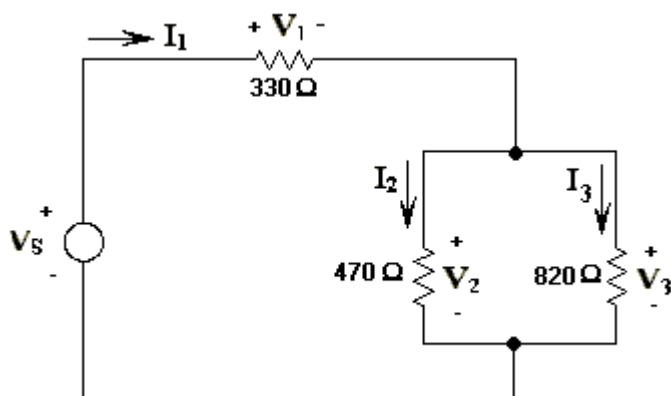 I₁
+ V₁ -
330 Ω
I₂
I₃
+
Vs
-
+
470 Ω
V₂
-
+
820 Ω
V₃
-